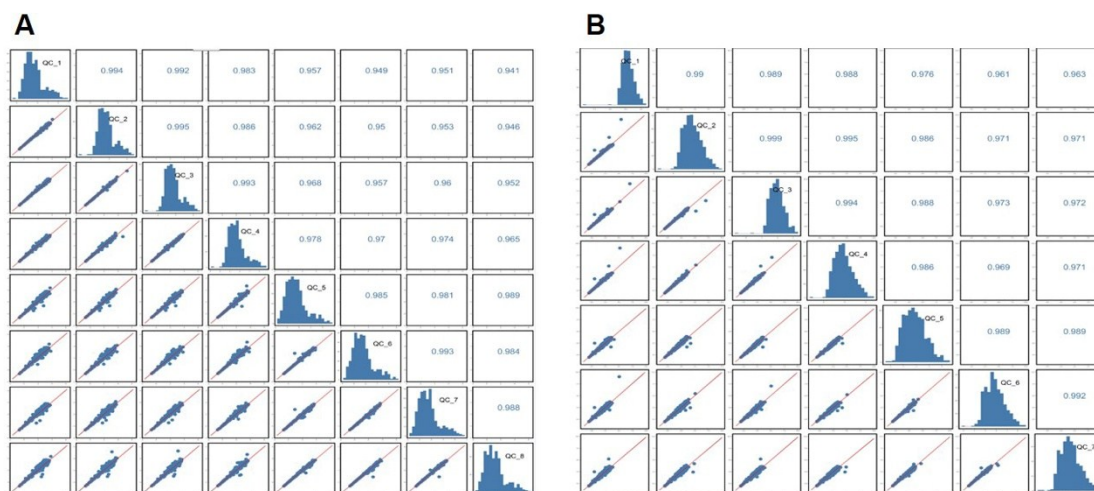 A
B
QC_1 0.994 0.992 0.983 0.957 0.949 0.951 0.941
QC_2 0.995 0.986 0.962 0.95 0.953 0.946
QC_3 0.993 0.968 0.957 0.96 0.952
QC_4 0.978 0.97 0.974 0.965
QC_5 0.985 0.981 0.989
QC_6 0.993 0.984
QC_7 0.988
QC_8
QC_1 0.99 0.989 0.988 0.976 0.961 0.963
QC_2 0.999 0.995 0.986 0.971 0.971
QC_3 0.994 0.988 0.973 0.972
QC_4 0.986 0.969 0.971
QC_5 0.989 0.989
QC_6 0.992
QC_7